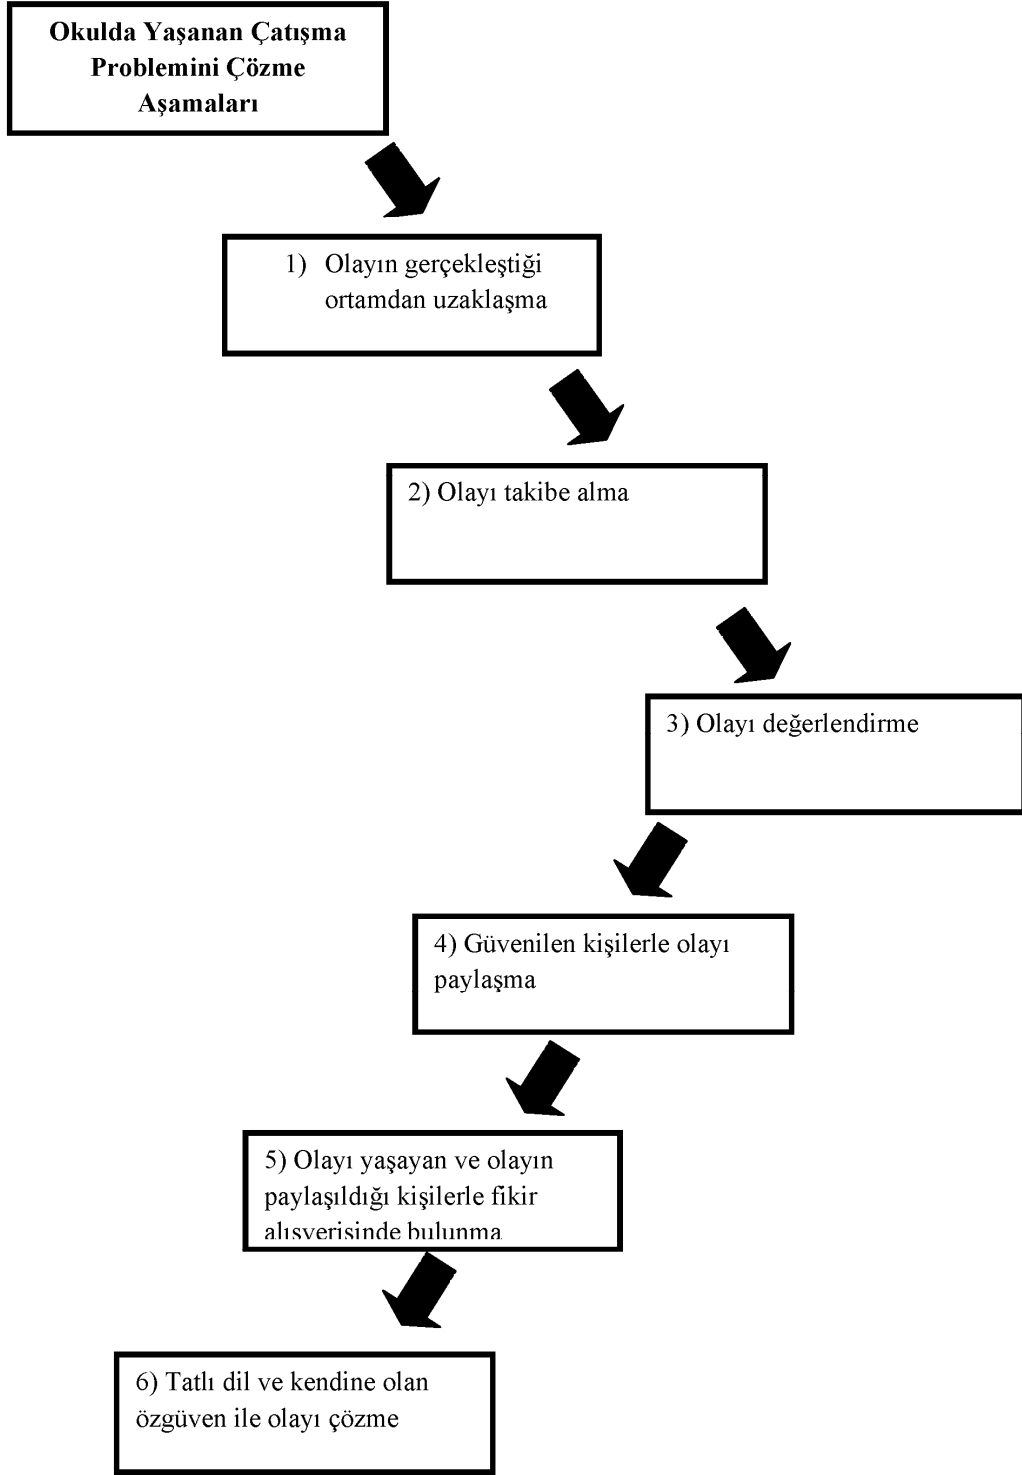 Okulda Yaşanan Çatışma
Problemini Çözme
Aşamaları
1) Olayın gerçekleştiği
ortamdan uzaklaşma
2) Olayı takibe alma
3) Olayı değerlendirme
4) Güvenilen kişilerle olayı
paylaşma
5) Olayı yaşayan ve olayın
paylaşıldığı kişilerle fikir
alışverişinde bulunma
6) Tatlı dil ve kendine olan
özgüven ile olayı çözme